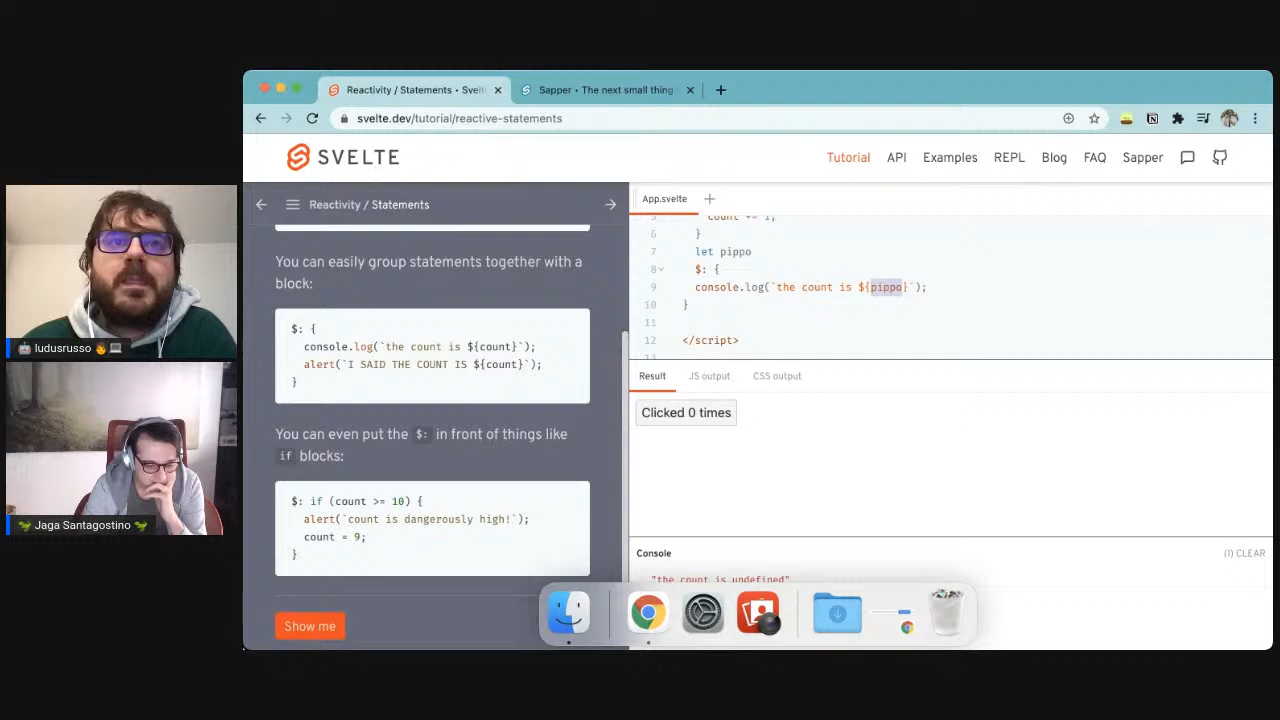 Reactivity / Statements • Svelt
Sapper • The next small thing
svelte.dev/tutorial/reactive-statements
SVELTE
Tutorial API Examples REPL Blog FAQ Sapper
Reactivity / Statements
App.svelte
5 count += 1;
6 }
7 let pippo
8 $: {
9 console.log(`the count is ${pippo}`);
10 }
11
12 </script>
13
You can easily group statements together with a
block:
$: {
console.log(`the count is ${count}`);
alert(`I SAID THE COUNT IS ${count}`);
}
You can even put the $: in front of things like
if blocks:
$: if (count >= 10) {
alert(`count is dangerously high!`);
count = 9;
}
Show me
Result JS output CSS output
Clicked 0 times
Console (1) CLEAR
"the count is undefined"
ludusrusso
Jaga Santagostino